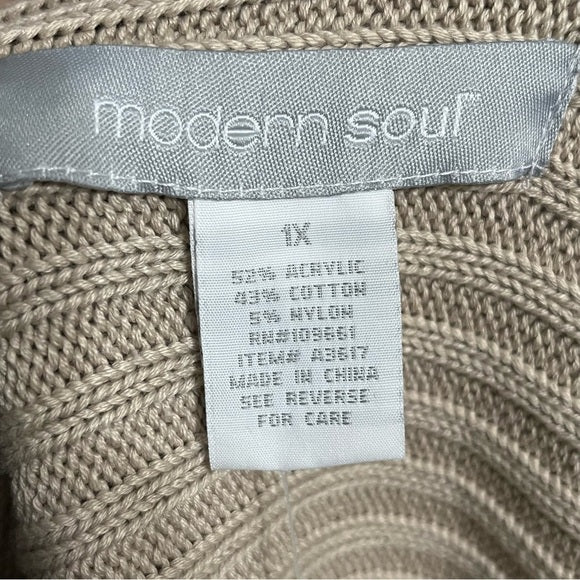 modern soul™
1X
52% ACRYLIC
43% COTTON
5% NYLON
RN#109661
ITEM# A3617
MADE IN CHINA
SEE REVERSE
FOR CARE